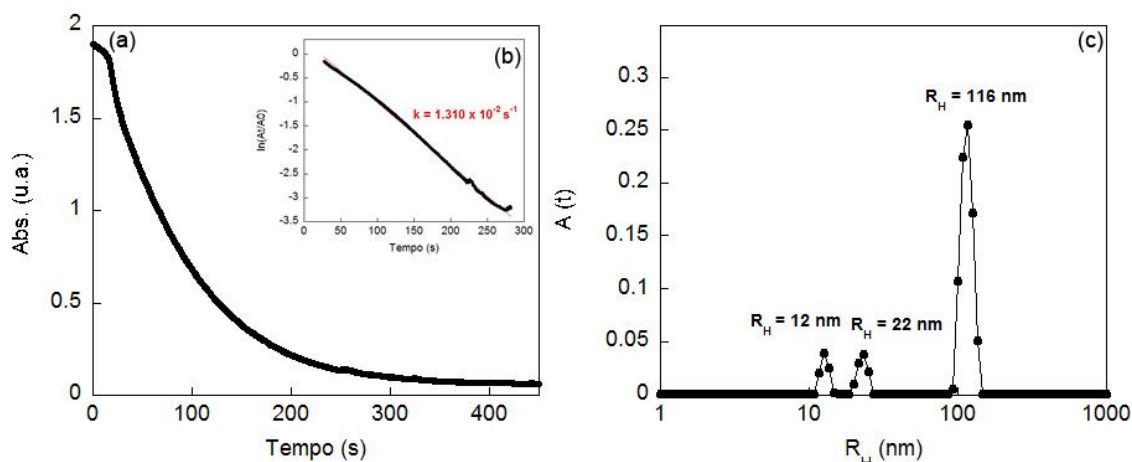 (a)
2
1.5
1
0.5
0
Abs. (u.a.)
0 100 200 300 400
Tempo (s)
(b)
0
-0.5
-1.0
-1.5
-2.0
-2.5
-3.0
-3.5
ln(At/A0)
k = 1.310 x 10⁻² s⁻¹
0 50 100 150 200 250 300
Tempo (s)
(c)
0.3
0.25
0.2
0.15
0.1
0.05
0
A (t)
R_H = 116 nm
R_H = 12 nm
R_H = 22 nm
1 10 100 1000
R_H (nm)